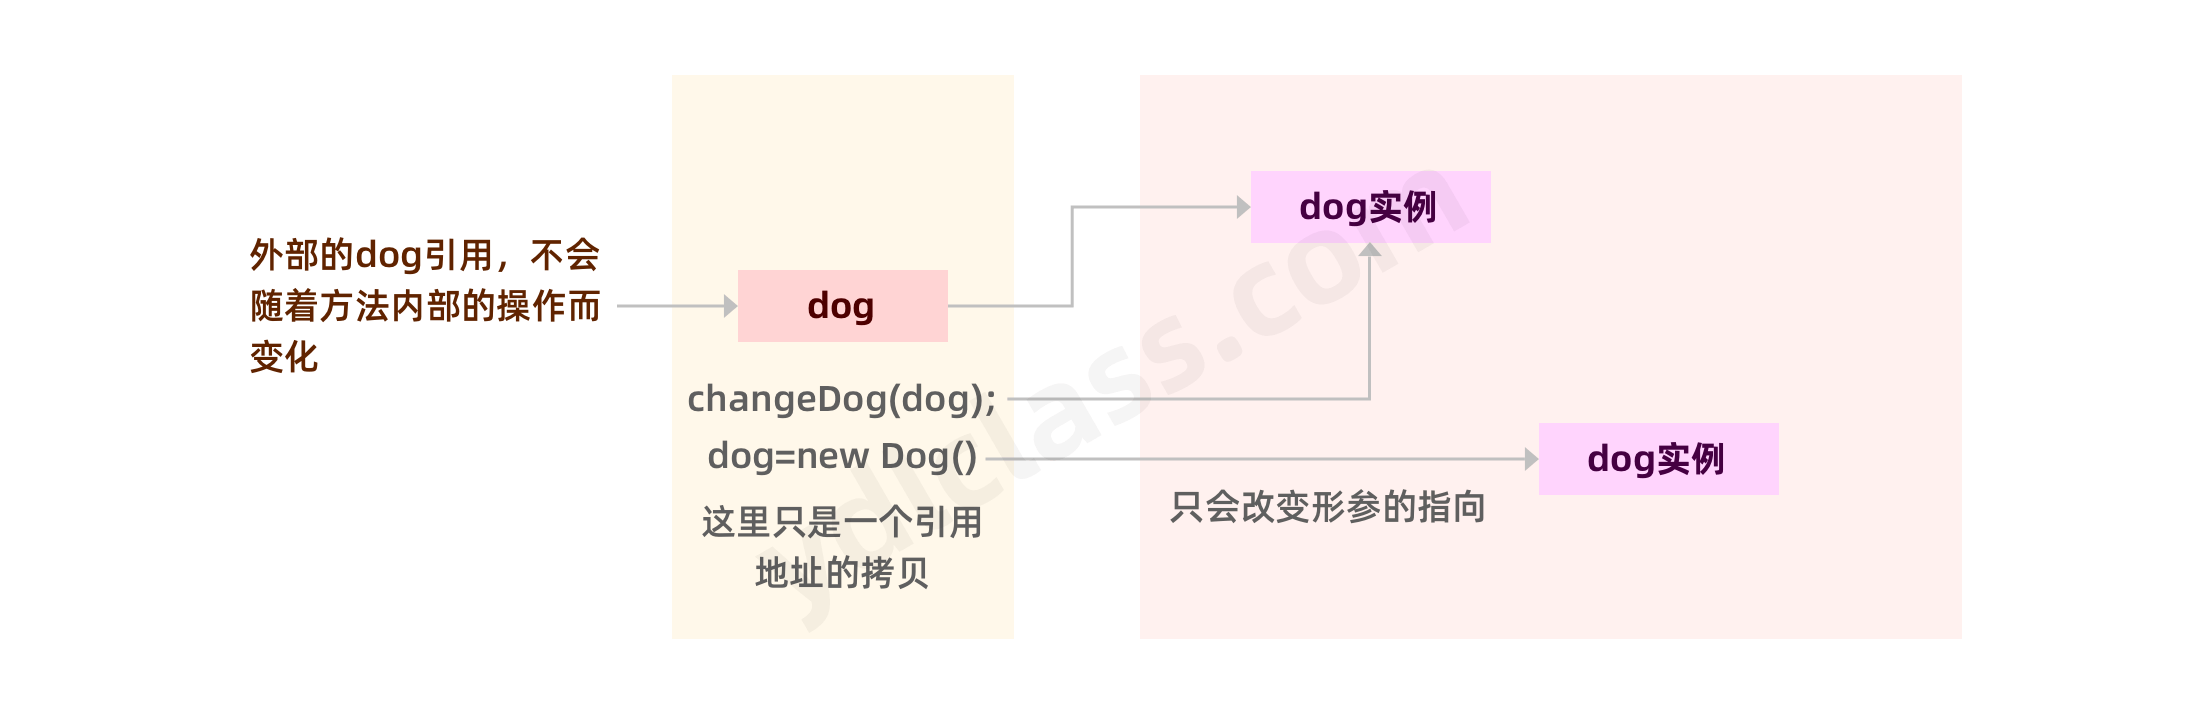 外部的dog引用，不会
随着方法内部的操作而
变化
dog
changeDog(dog);
dog=new Dog()
这里只是一个引用
地址的拷贝
dog实例
dog实例
只会改变形参的指向
ydlclass.com